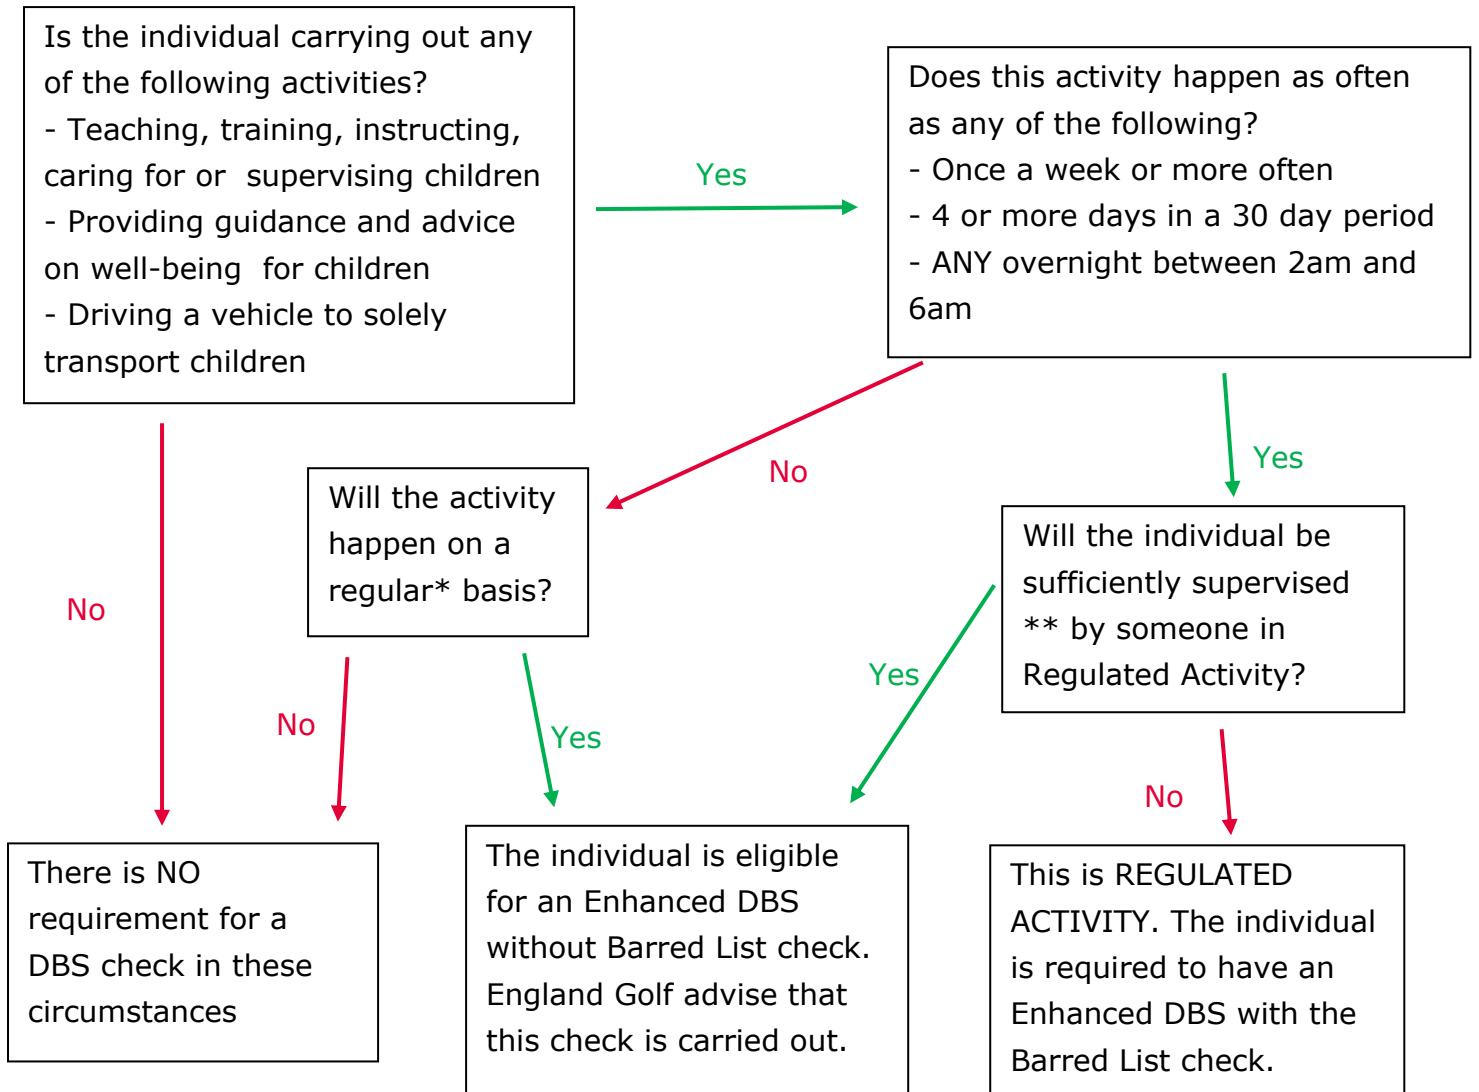 Is the individual carrying out any
of the following activities?
- Teaching, training, instructing,
caring for or  supervising children
- Providing guidance and advice
on well-being  for children
- Driving a vehicle to solely
transport children
Yes
Does this activity happen as often
as any of the following?
- Once a week or more often
- 4 or more days in a 30 day period
- ANY overnight between 2am and
6am
No
Yes
No
Will the activity
happen on a
regular* basis?
Will the individual be
sufficiently supervised
** by someone in
Regulated Activity?
No
Yes
Yes
No
There is NO
requirement for a
DBS check in these
circumstances
The individual is eligible
for an Enhanced DBS
without Barred List check.
England Golf advise that
this check is carried out.
This is REGULATED
ACTIVITY. The individual
is required to have an
Enhanced DBS with the
Barred List check.